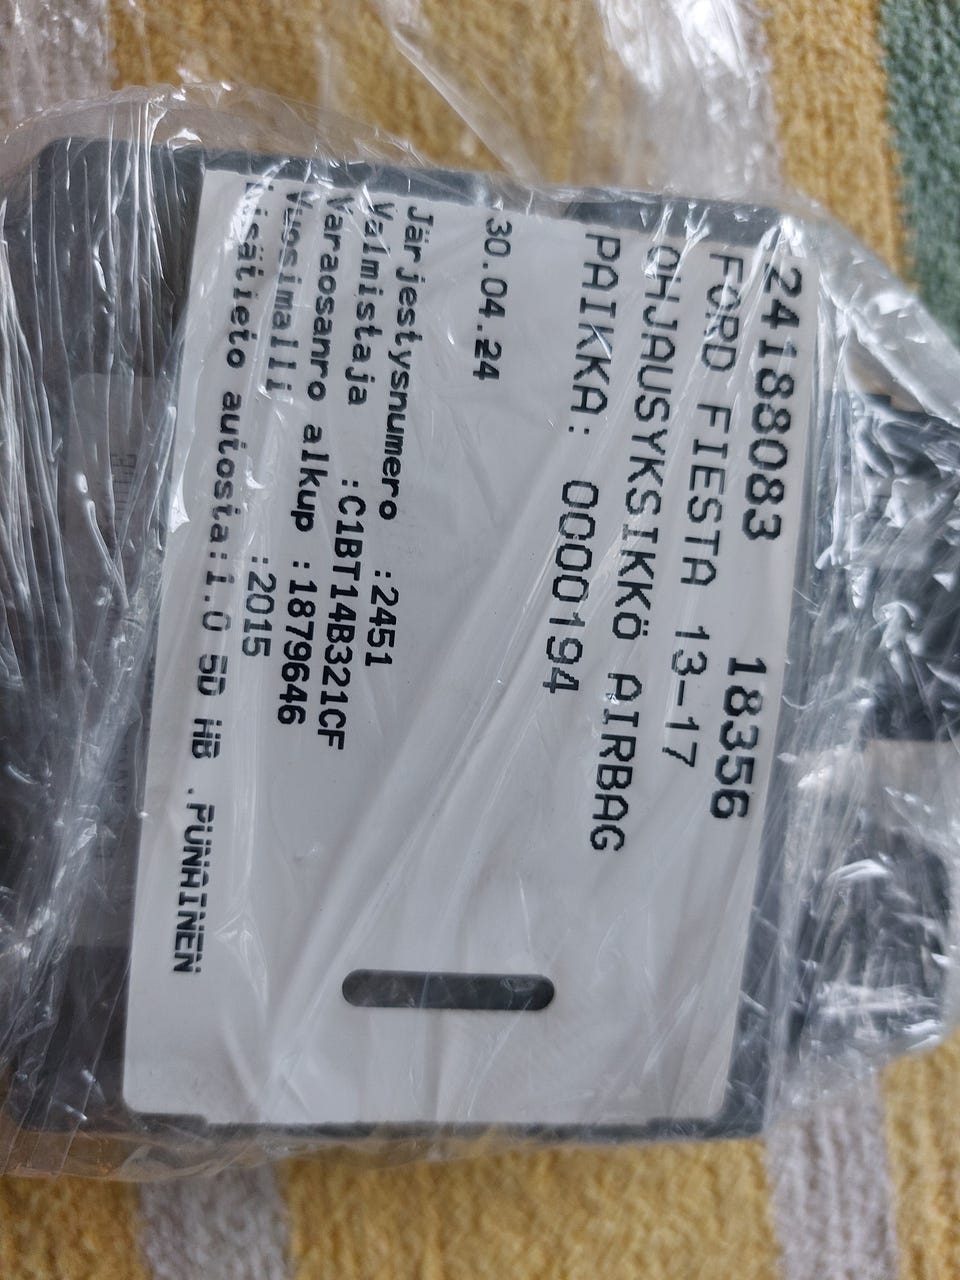 24188083 18356
FORD FIESTA 13-17
OHJAUSYKSIKKÖ AIRBAG
PAIKKA: 0000194
30.04.24
Järjestysnumero :2451
Valmistaja :C1BT14B321CF
Varaosanro alkup :1879646
Vuosimalli :2015
Lisätieto autosta:1.0 5D HB .PUNAINEN